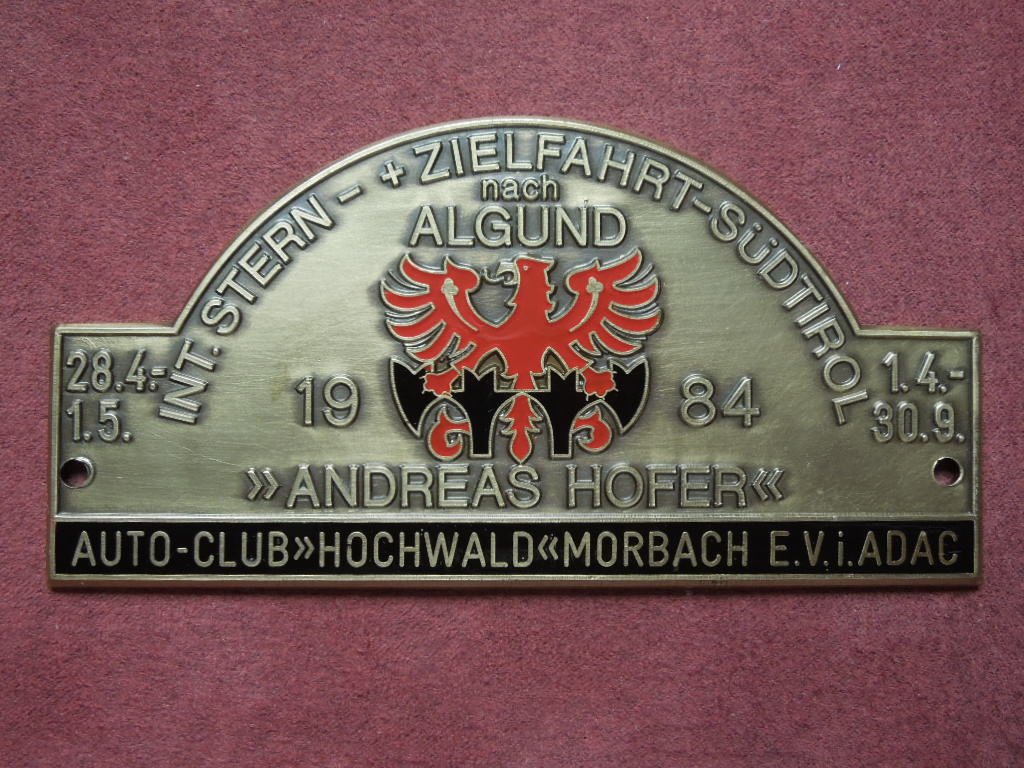 INT. STERN - + ZIELFAHRT-SÜDTIROL
nach
ALGUND
28.4.-
1.5.
19 84
1.4.-
30.9.
»ANDREAS HOFER«
AUTO-CLUB»HOCHWALD«MORBACH E.V.i.ADAC